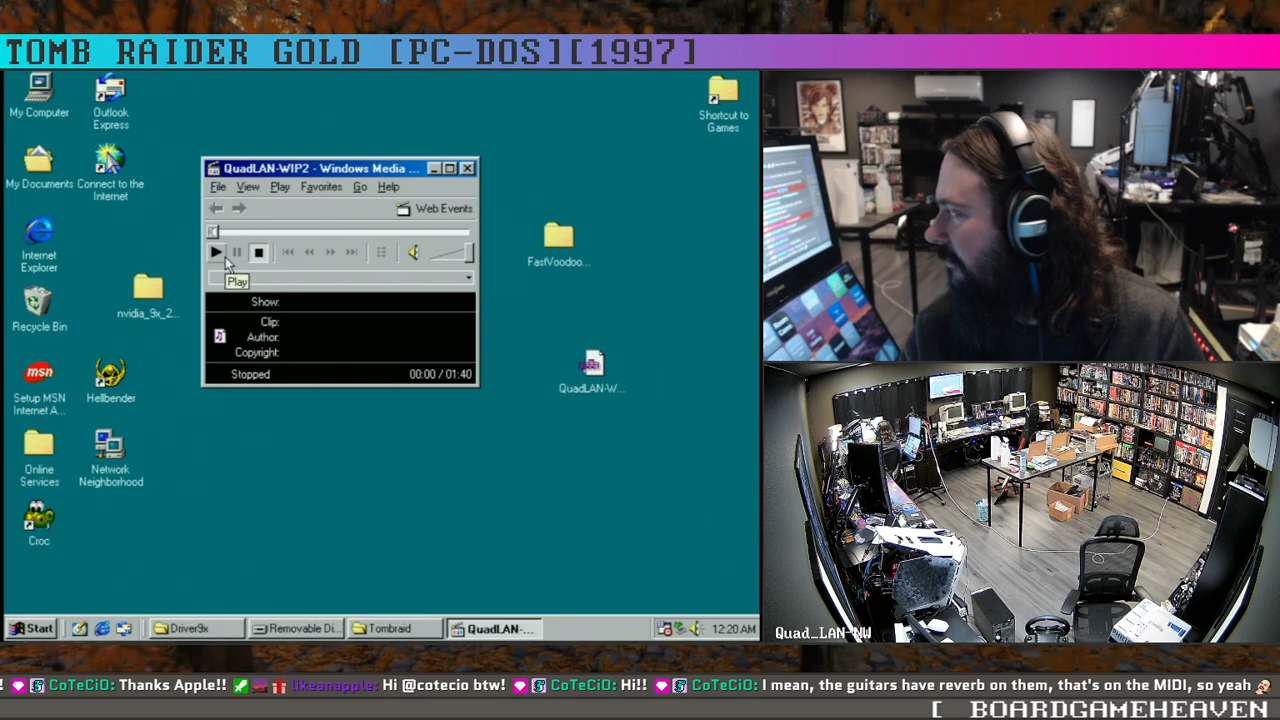 TOMB RAIDER GOLD [PC-DOS][1997]
My Computer
Outlook
Express
Shortcut to
Games
My Documents
Connect to the
Internet
QuadLAN-WIP2 - Windows Media ...
File View Play Favorites Go Help
Web Events
Play
Show:
Clip:
Author:
Copyright:
Stopped 00:00 / 01:40
Internet
Explorer
Recycle Bin
nvidia_9x_2...
FastVoodoo...
QuadLAN-W...
Setup MSN
Internet A...
msn
Hellbender
Online
Services
Network
Neighborhood
Croc
Start
Driver9x
Removable Di...
Tombraid
QuadLAN-...
12:20 AM
Quad_LAN-NW
! CoTeCiO: Thanks Apple!! likeanapple: Hi @cotecio btw! CoTeCiO: Hi!! CoTeCiO: I mean, the guitars have reverb on them, that's on the MIDI, so yeah
[ BOARDGAMEHEAVEN